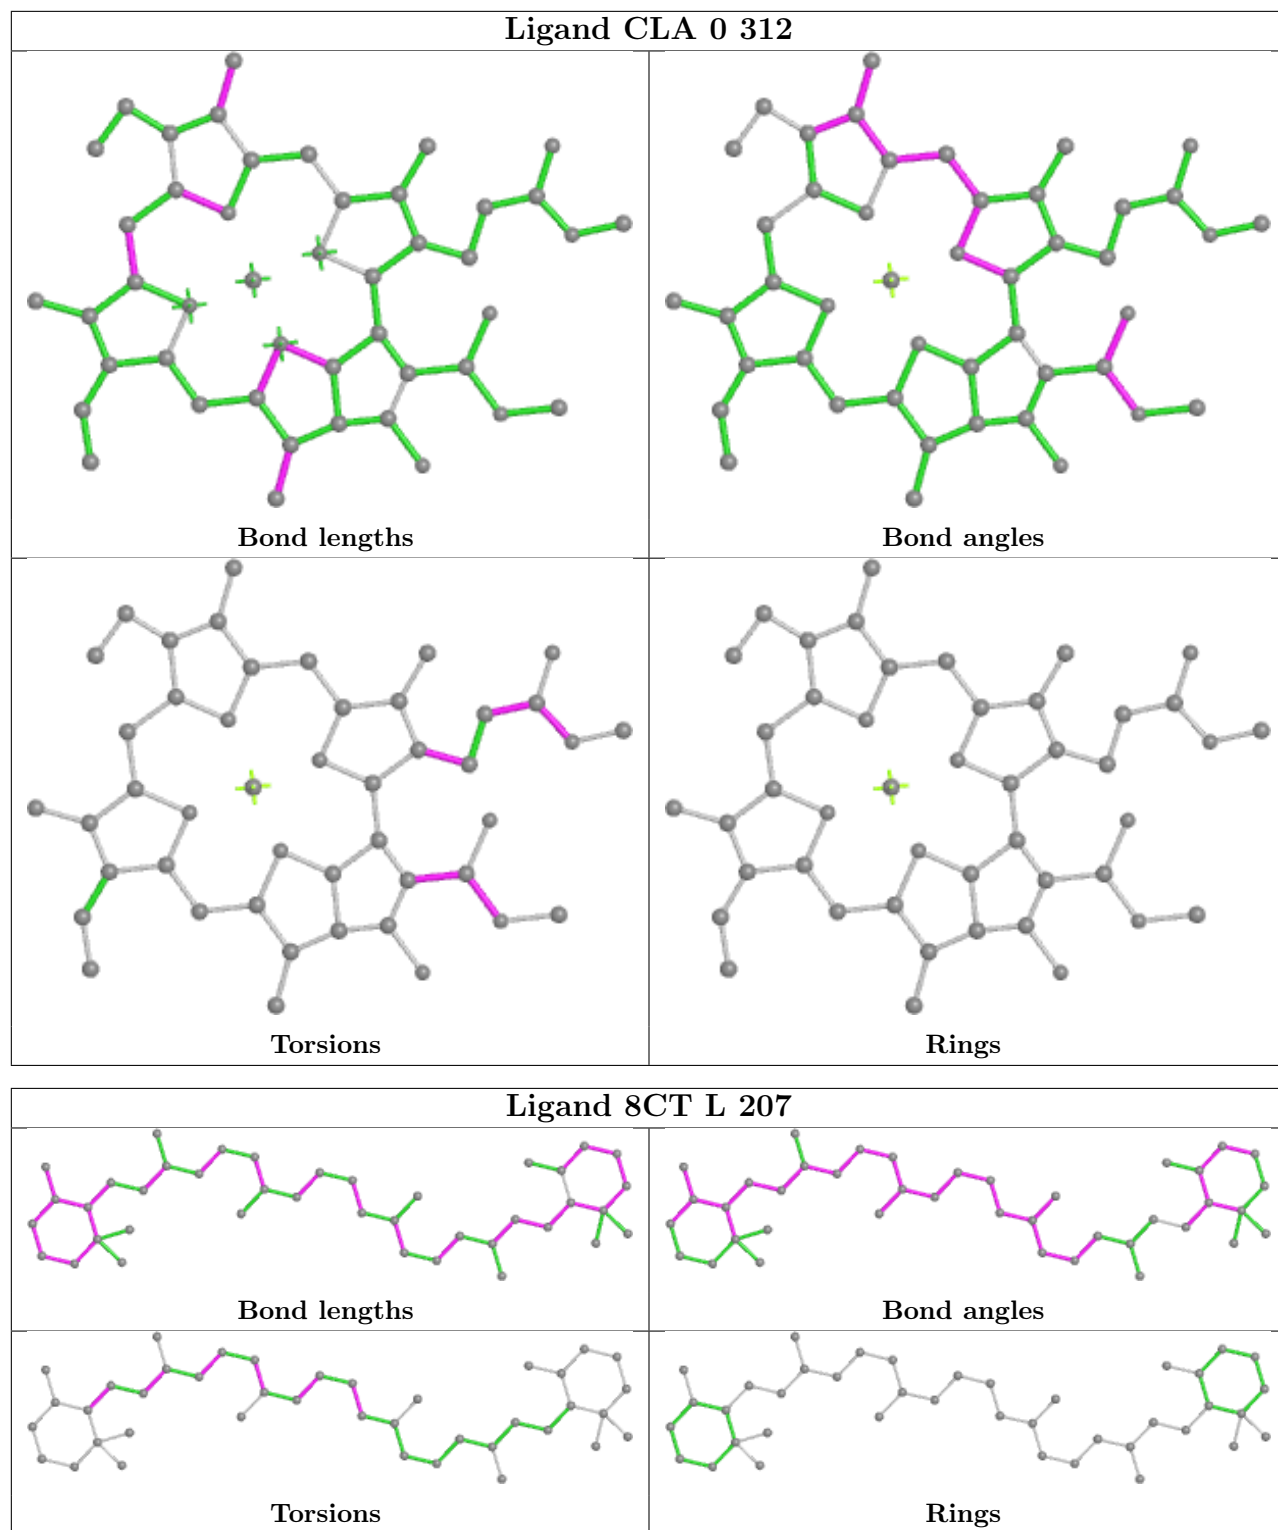 Ligand CLA 0 312
Bond lengths
Bond angles
Torsions
Rings
Ligand 8CT L 207
Bond lengths
Bond angles
Torsions
Rings